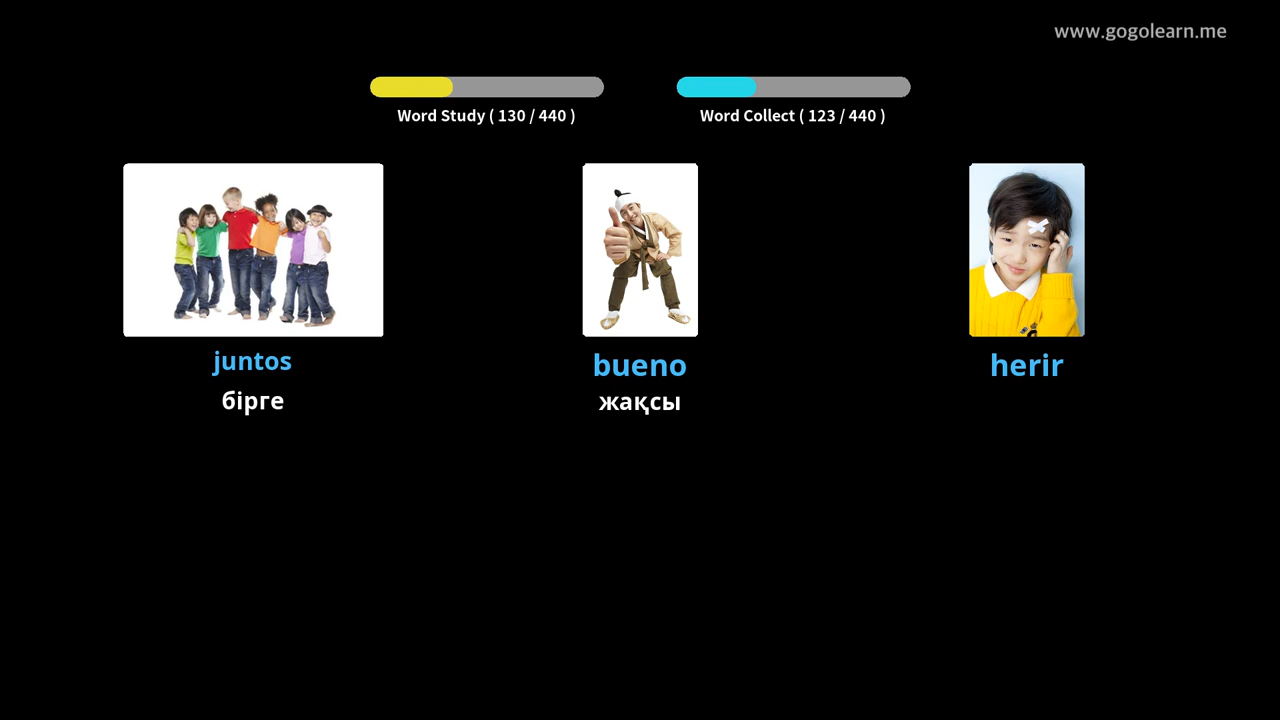 www.gogolearn.me
Word Study ( 130 / 440 )
Word Collect ( 123 / 440 )
juntos
bueno
herir
бірге
жақсы